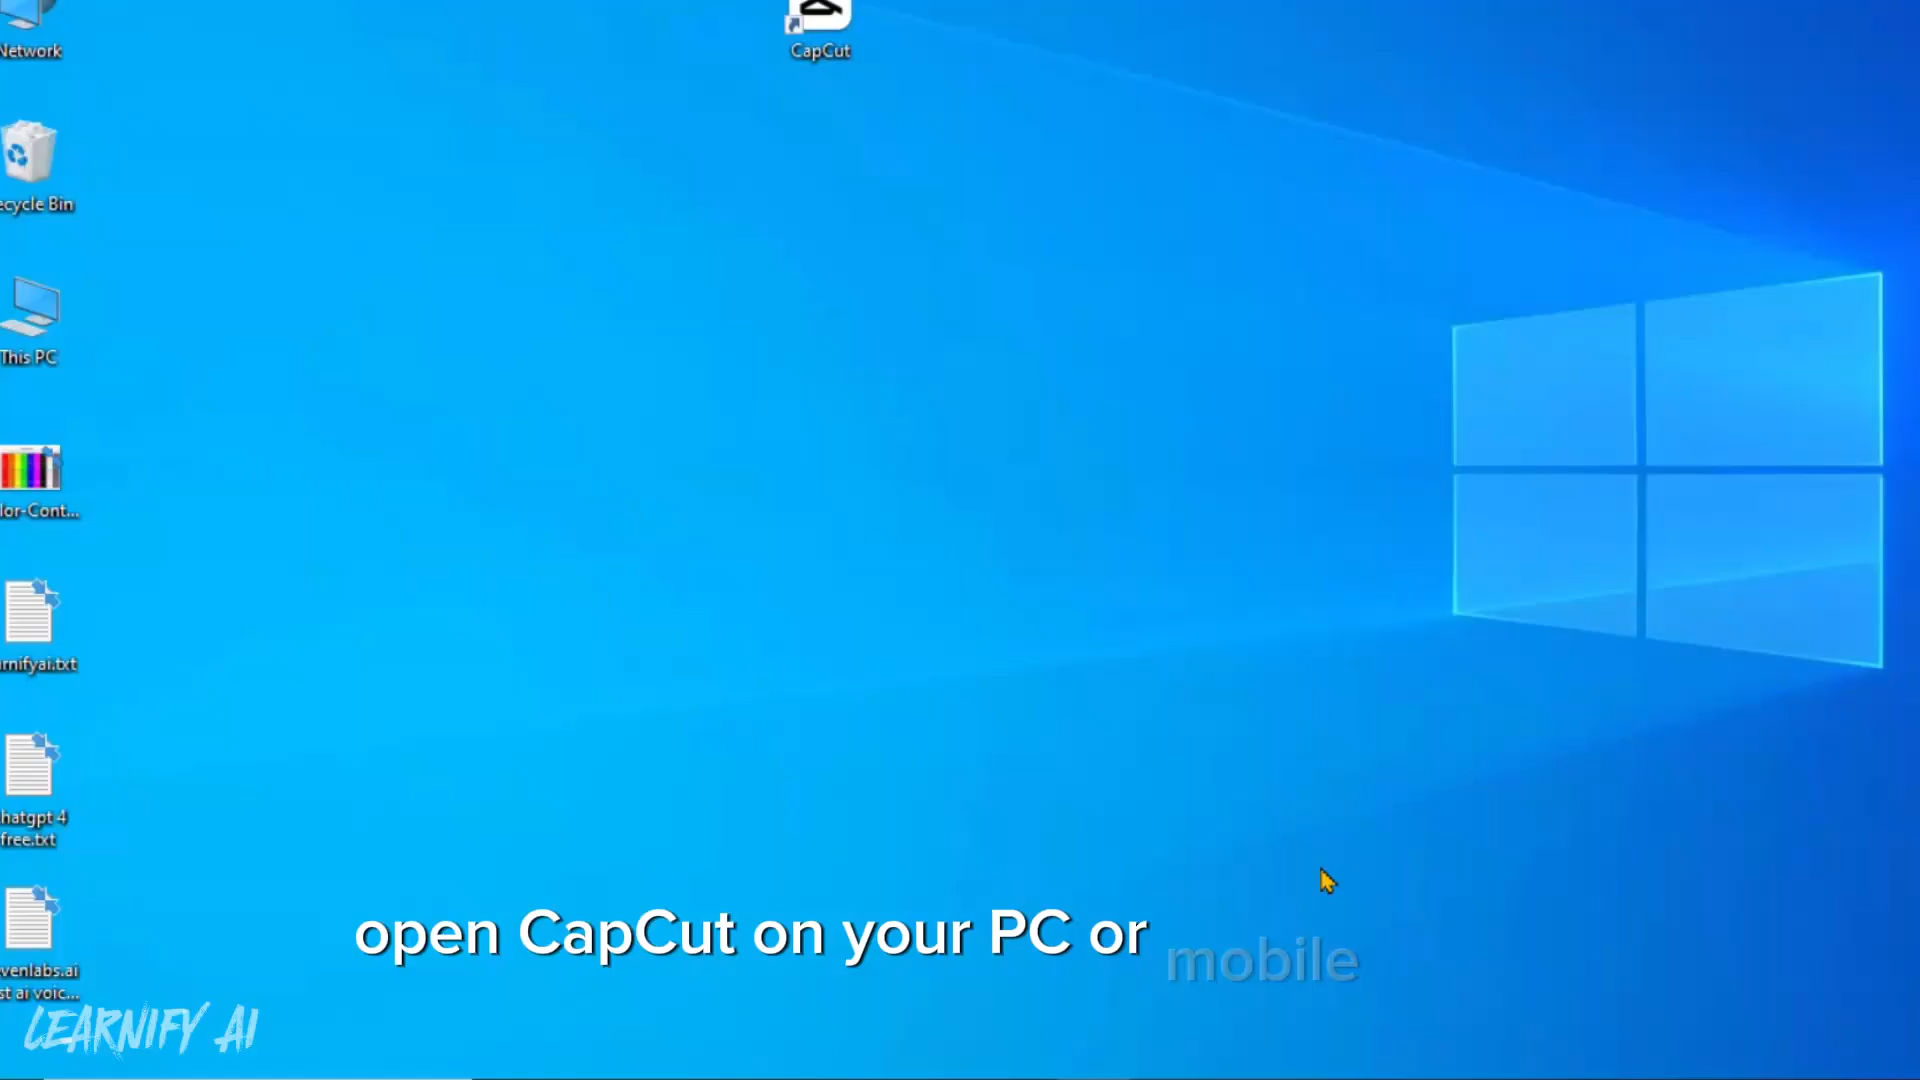 Network
CapCut
ecycle Bin
This PC
lor-Cont...
rnifyai.txt
hatgpt 4
free.txt
venlabs.ai
st ai voic...
open CapCut on your PC or mobile
LEARNIFY AI